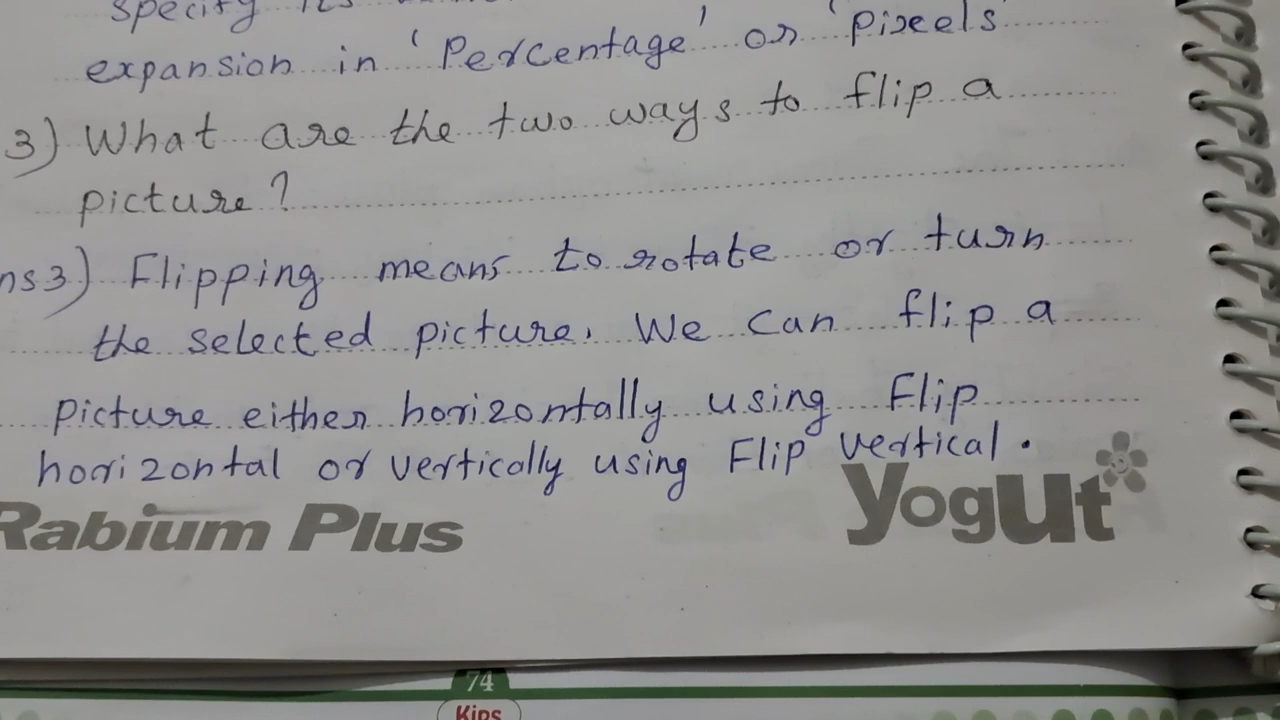 specify its
expansion in 'Percentage' or 'Pixels'
3) What are the two ways to flip a
picture?
ns3) Flipping means to rotate or turn
the selected picture. We can flip a
picture either horizontally using Flip
horizontal or vertically using Flip vertical.
Rabium Plus Yogut
74
Kips